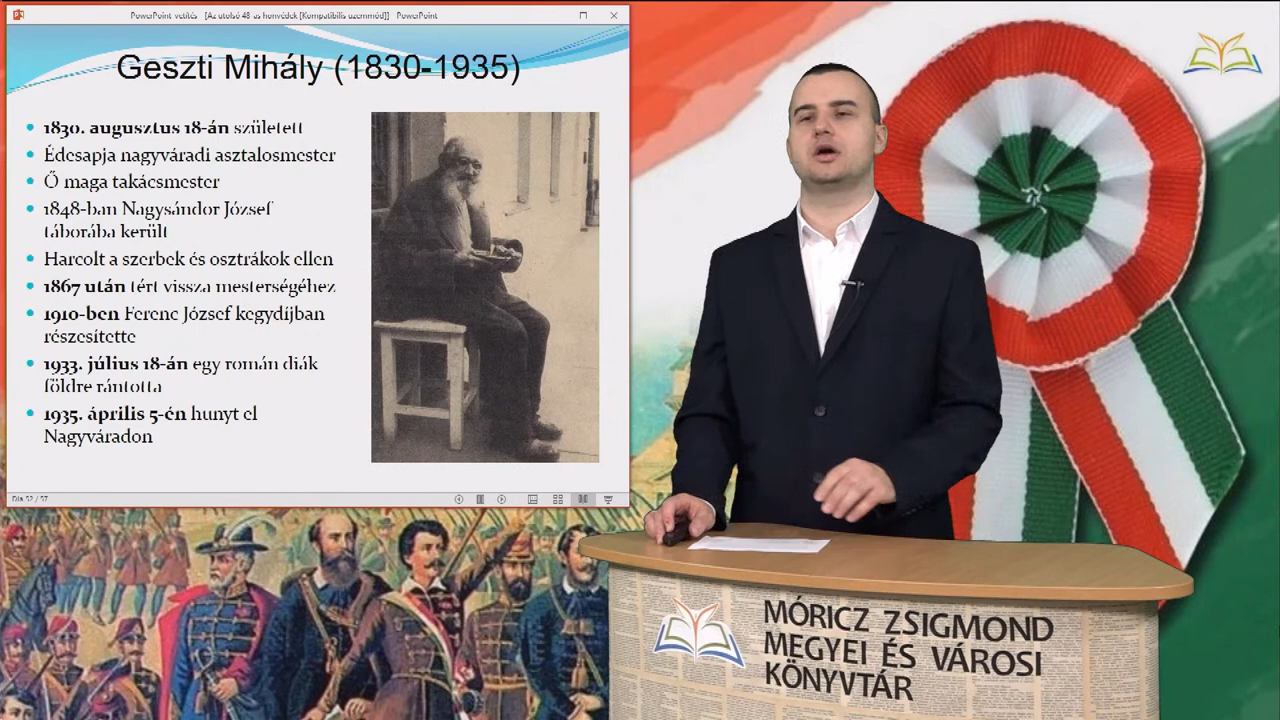 PowerPoint-vetítés - [Az utolsó 48-as honvédek [Kompatibilis üzemmód]] - PowerPoint
Geszti Mihály (1830-1935)
1830. augusztus 18-án született
Édesapja nagyváradi asztalosmester
Ő maga takácsmester
1848-ban Nagysándor József
táborába került
Harcolt a szerbek és osztrákok ellen
1867 után tért vissza mesterségéhez
1910-ben Ferenc József kegydíjban
részesítette
1933. július 18-án egy román diák
földre rántotta
1935. április 5-én hunyt el
Nagyváradon
Dia 52 / 57
MÓRICZ ZSIGMOND
MEGYEI ÉS VÁROSI
KÖNYVTÁR